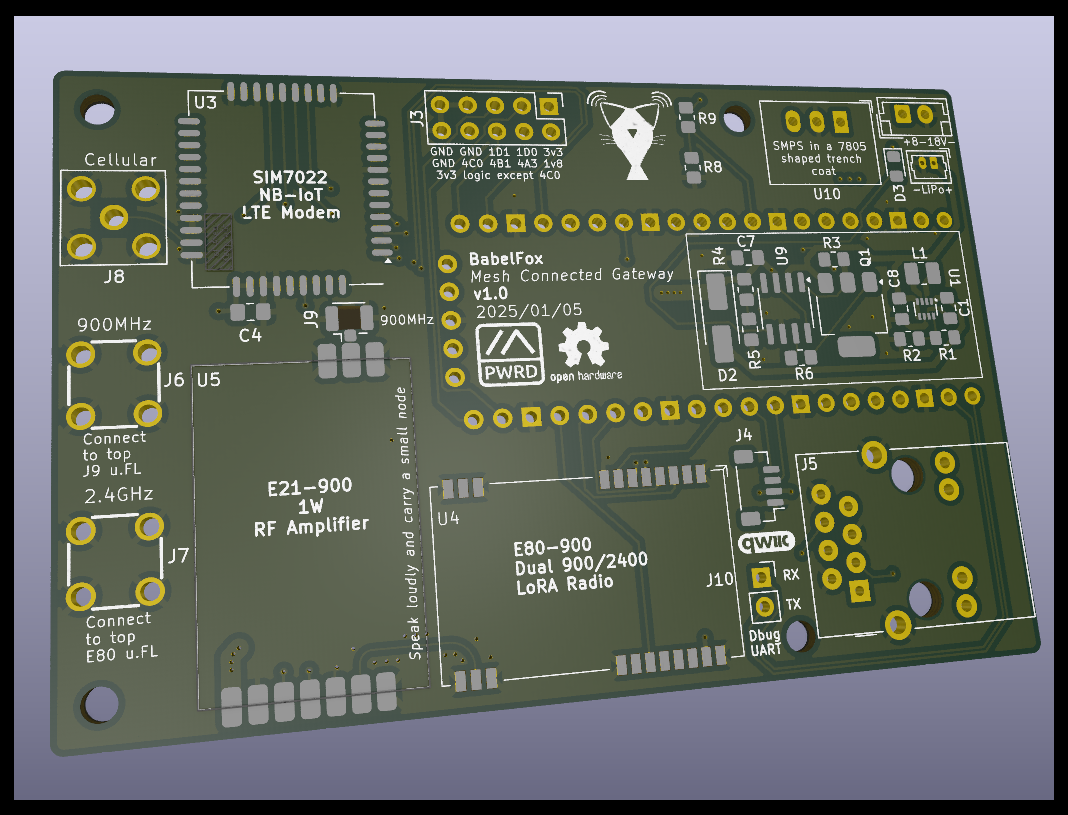 U3
Cellular
SIM7022
NB-IoT
LTE Modem
J8
J3
GND GND 1D1 1D0 3v3
GND 4C0 4B1 4A3 1v8
3v3 logic except 4C0
R9
R8
SMPS in a 7805
shaped trench
coat
U10
+8-18V-
D3
-LiPo+
BabelFox
Mesh Connected Gateway
v1.0
2025/01/05
PWRD
open hardware
R4
C7
U9
R3
Q1
L1
C8
U1
C1
D2
R5
R6
R2
R1
C4
J9
900MHz
900MHz
J6
Connect
to top
J9 u.FL
2.4GHz
J7
Connect
to top
E80 u.FL
U5
E21-900
1W
RF Amplifier
Speak loudly and carry a small node
U4
E80-900
Dual 900/2400
LoRA Radio
J4
qwiic
J10
RX
TX
Dbug
UART
J5